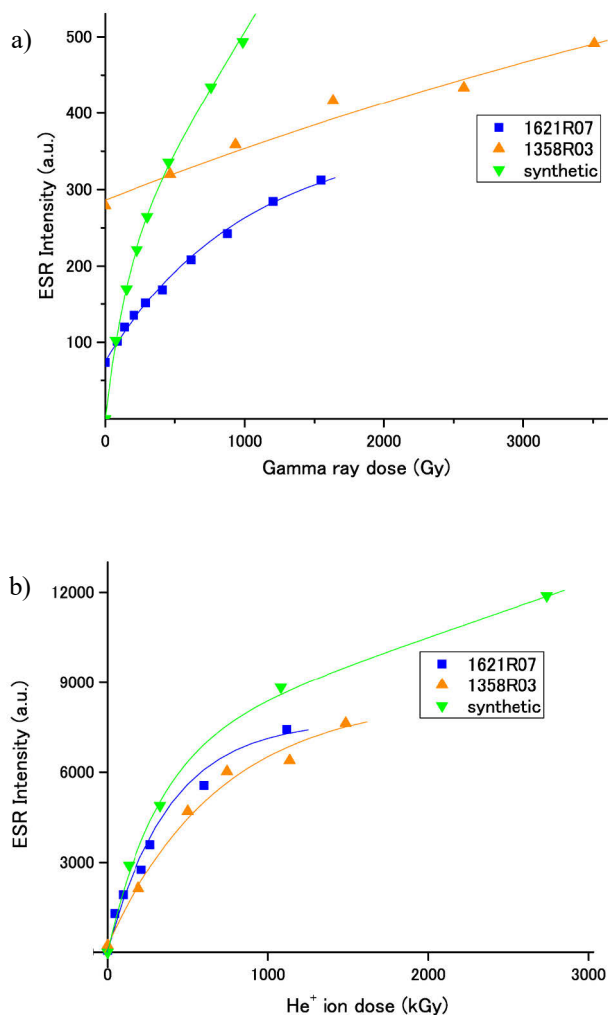 a)
500
400
300
200
100
ESR Intensity (a.u.)
1621R07
1358R03
synthetic
0 1000 2000 3000
Gamma ray dose (Gy)
b)
12000
9000
6000
3000
ESR Intensity (a.u.)
1621R07
1358R03
synthetic
0 1000 2000 3000
He⁺ ion dose (kGy)